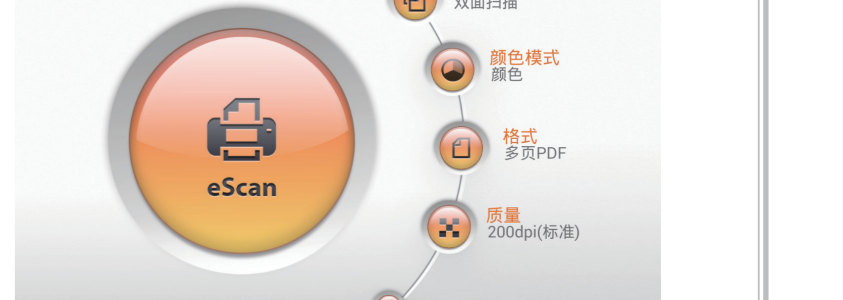 双面扫描
颜色模式
颜色
格式
多页PDF
eScan
质量
200dpi(标准)